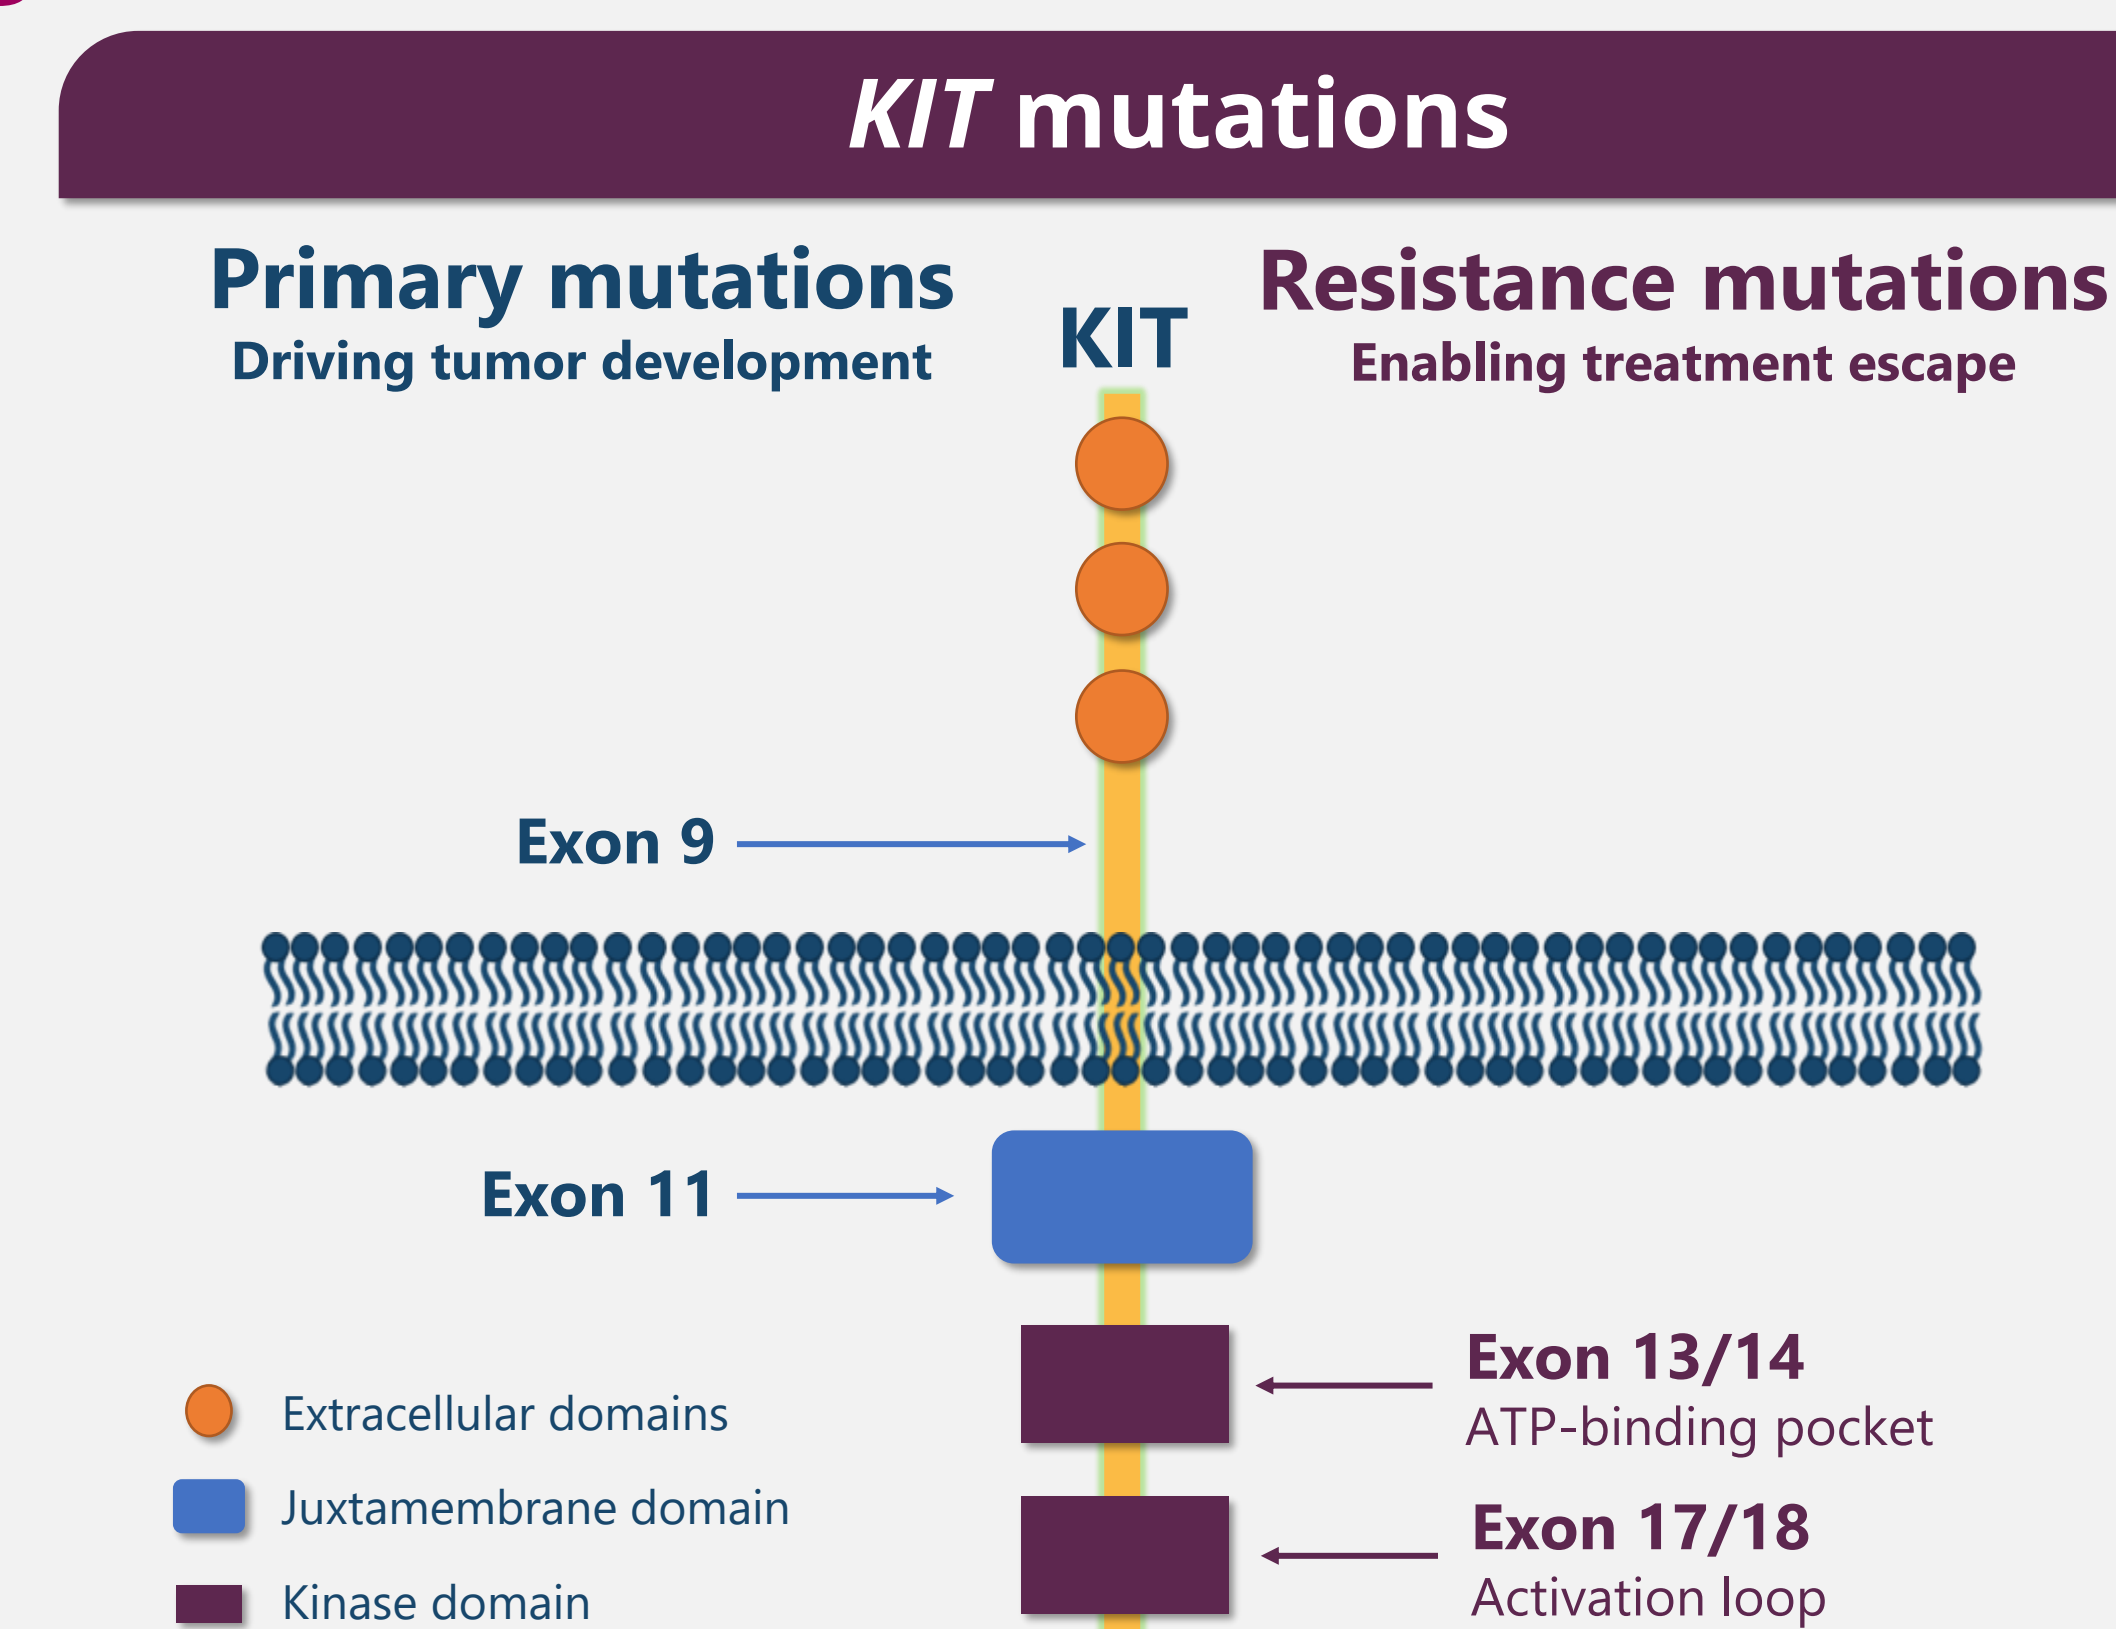 KIT mutations
Primary mutations
Driving tumor development
KIT
Resistance mutations
Enabling treatment escape
Exon 9
Exon 11
Exon 13/14
ATP-binding pocket
Exon 17/18
Activation loop
Extracellular domains
Juxtamembrane domain
Kinase domain